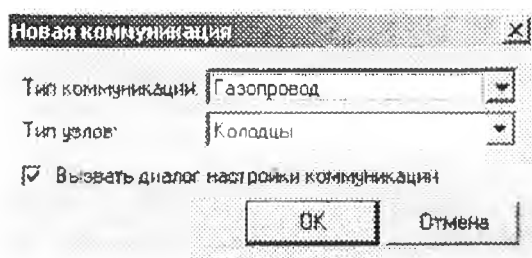 Новая коммуникация
Тип коммуникации: Газопровод
Тип узлов: Колодцы
Вызвать диалог настройки коммуникации
OK Отмена